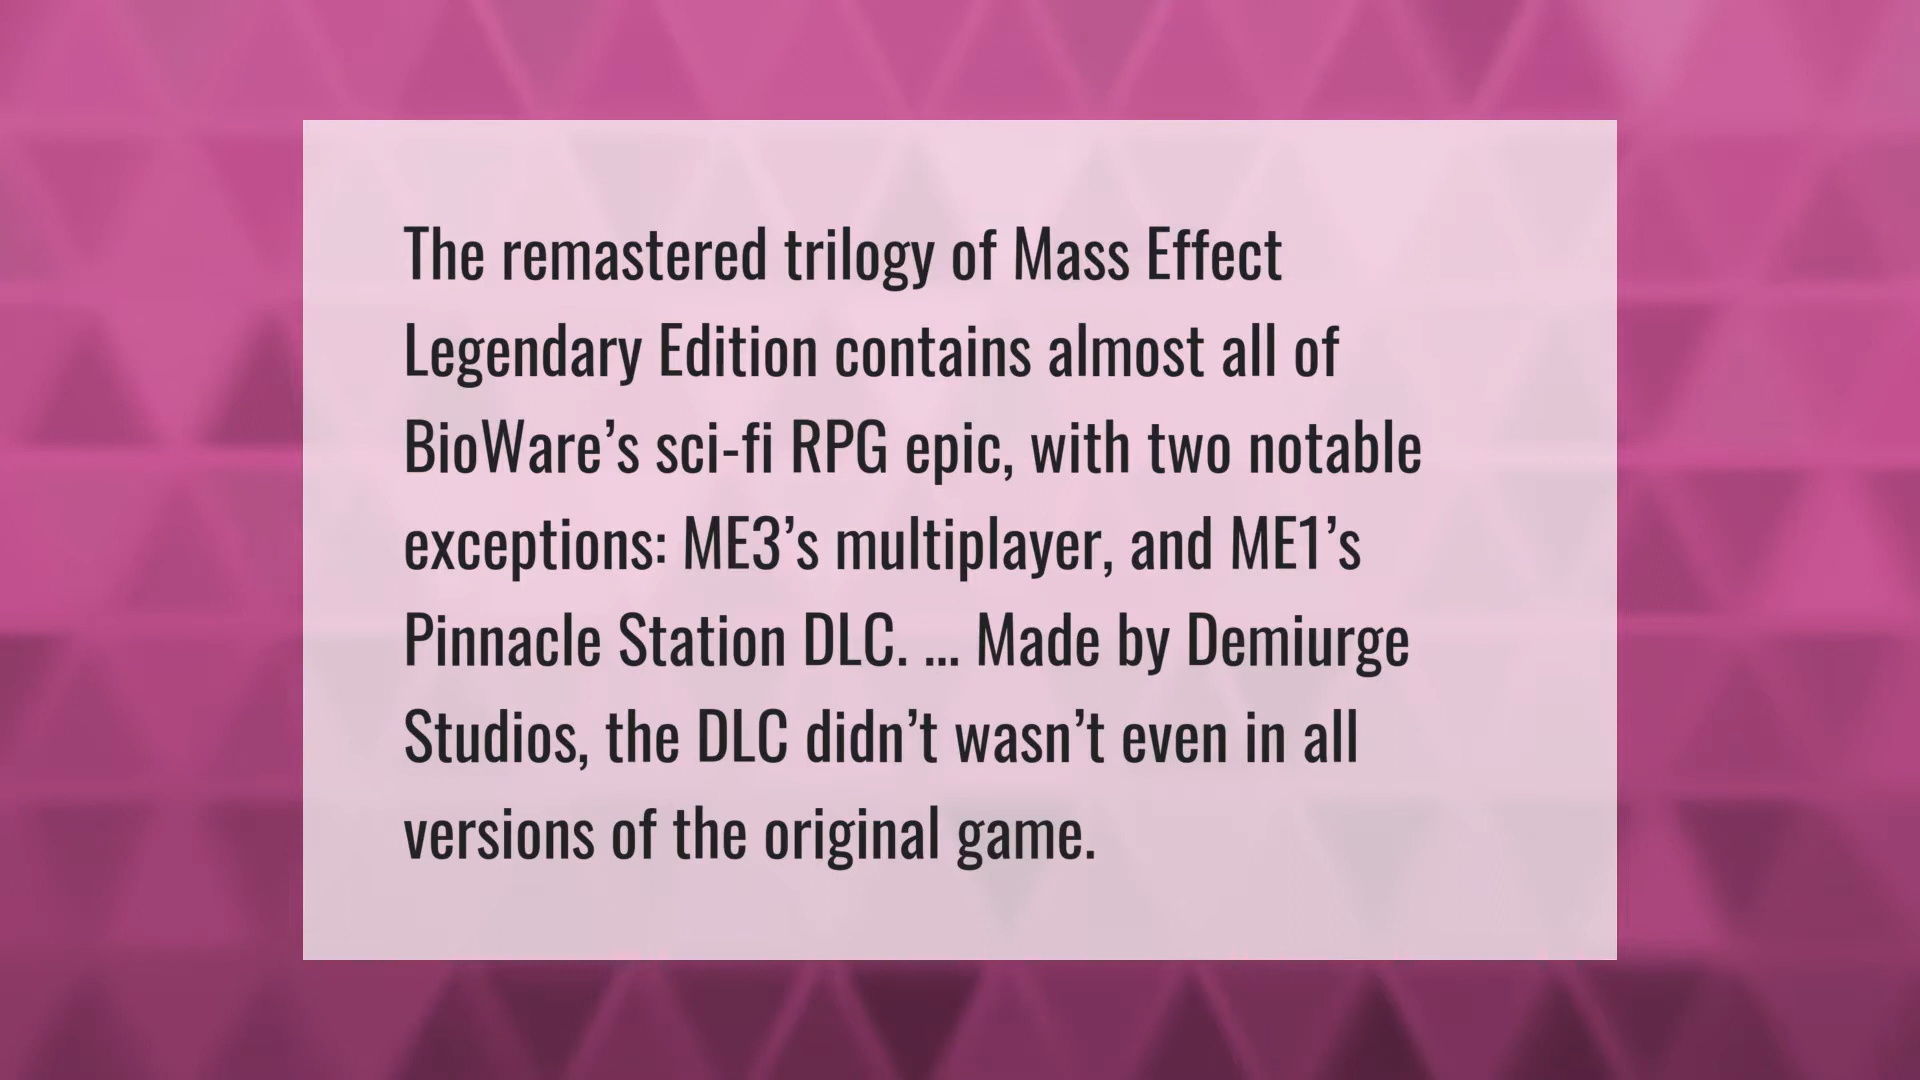 The remastered trilogy of Mass Effect
Legendary Edition contains almost all of
BioWare’s sci-fi RPG epic, with two notable
exceptions: ME3’s multiplayer, and ME1’s
Pinnacle Station DLC. ... Made by Demiurge
Studios, the DLC didn’t wasn’t even in all
versions of the original game.